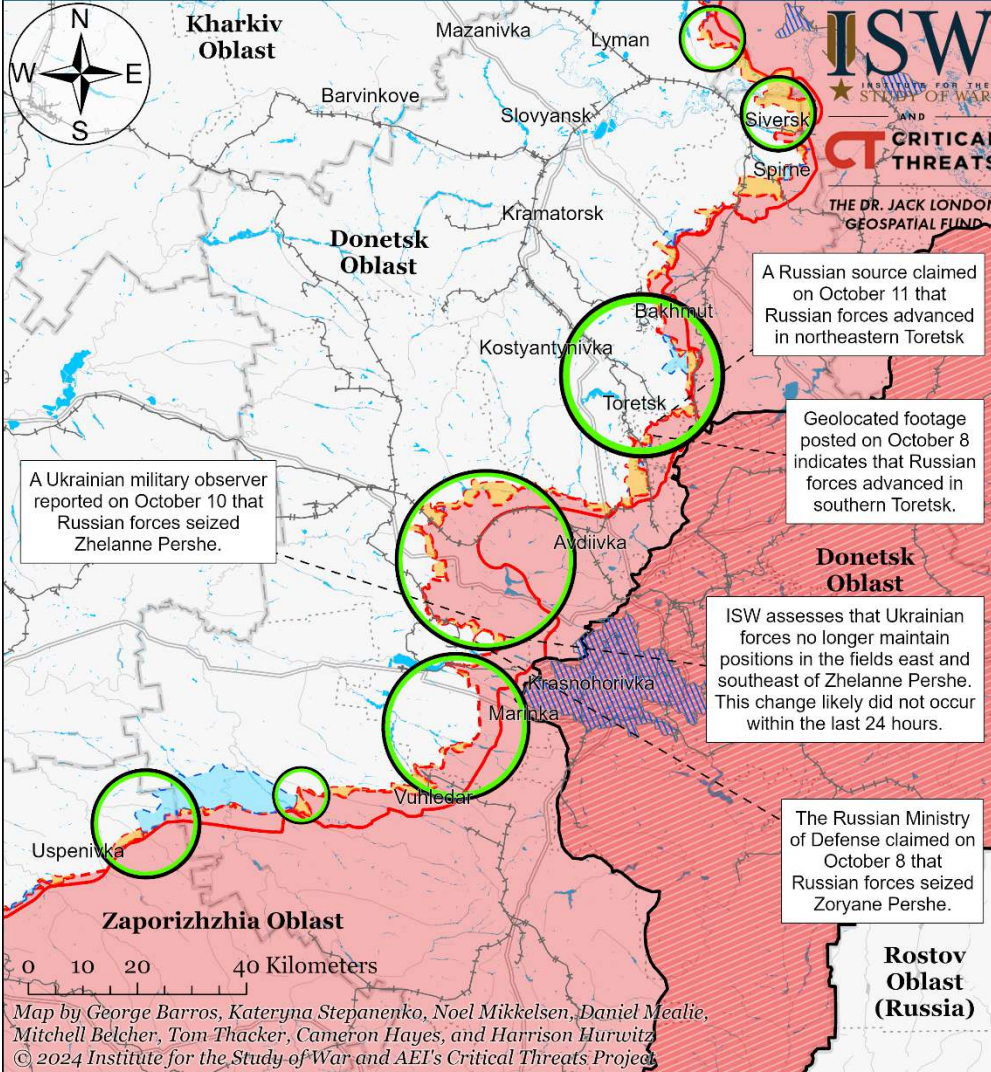 N
W
E
S
Kharkiv
Oblast
Mazanivka
Lyman
ISW
INSTITUTE FOR THE
STUDY OF WAR
AND
CT CRITICAL
THREATS
THE DR. JACK LONDON
GEOSPATIAL FUND
Barvinkove
Slovyansk
Siversk
Spirne
Kramatorsk
Donetsk
Oblast
A Russian source claimed
on October 11 that
Russian forces advanced
in northeastern Toretsk
Bakhmut
Kostyantynivka
Toretsk
Geolocated footage
posted on October 8
indicates that Russian
forces advanced in
southern Toretsk.
A Ukrainian military observer
reported on October 10 that
Russian forces seized
Zhelanne Pershe.
Avdiivka
Donetsk
Oblast
ISW assesses that Ukrainian
forces no longer maintain
positions in the fields east and
southeast of Zhelanne Pershe.
This change likely did not occur
within the last 24 hours.
Krasnohorivka
Marinka
Vuhledar
Uspenivka
The Russian Ministry
of Defense claimed on
October 8 that
Russian forces seized
Zoryane Pershe.
Zaporizhzhia Oblast
Rostov
Oblast
(Russia)
0 10 20 40 Kilometers
Map by George Barros, Kateryna Stepanenko, Noel Mikkelsen, Daniel Mealie,
Mitchell Belcher, Tom Thacker, Cameron Hayes, and Harrison Hurwitz
© 2024 Institute for the Study of War and AEI's Critical Threats Project